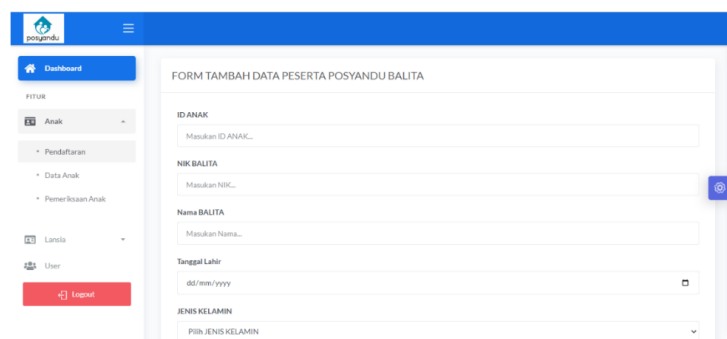 posyandu
Dashboard
FITUR
Anak
Pendaftaran
Data Anak
Pemeriksaan Anak
Lansia
User
Logout
FORM TAMBAH DATA PESERTA POSYANDU BALITA
ID ANAK
Masukan ID ANAK...
NIK BALITA
Masukan NIK...
Nama BALITA
Masukan Nama...
Tanggal Lahir
dd/mm/yyyy
JENIS KELAMIN
Pilih JENIS KELAMIN